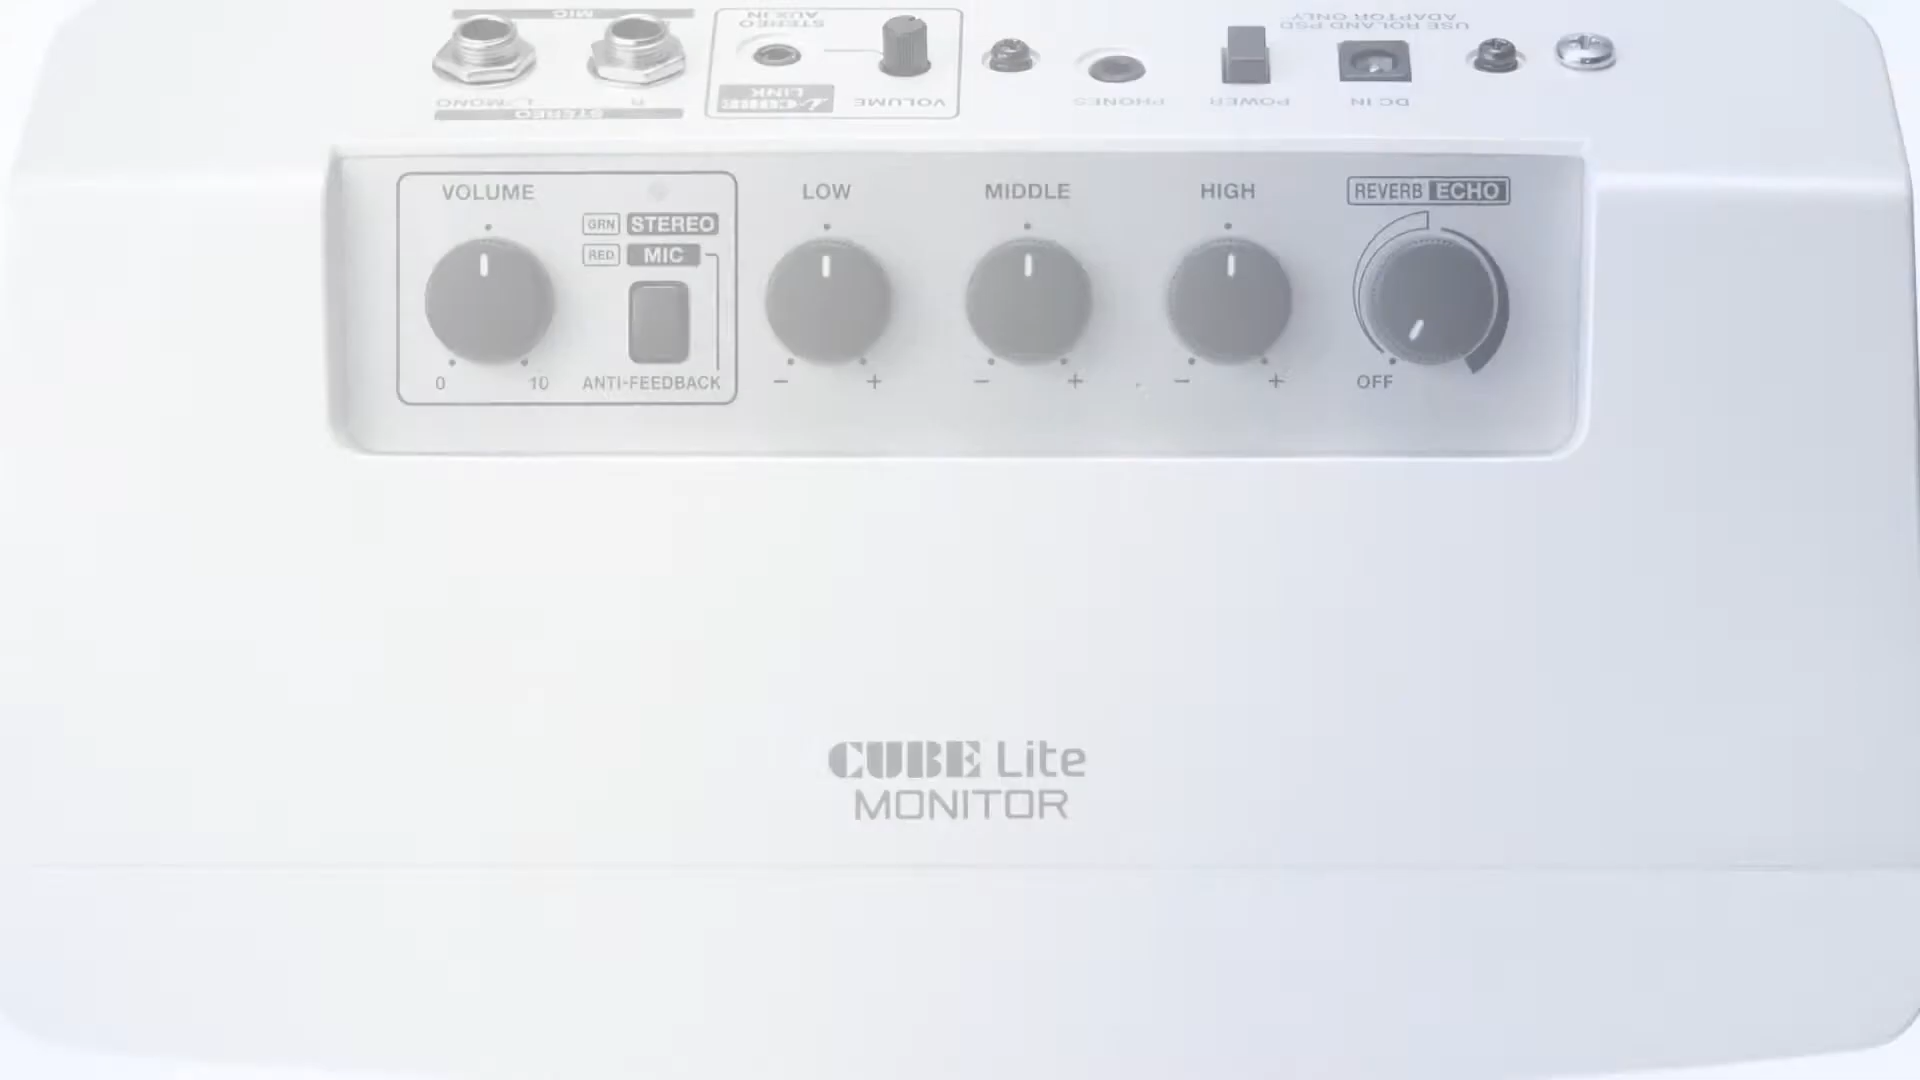 MIC
STEREO
AUX IN
USE ROLAND PSD
ADAPTOR ONLY
L/MONO
R
STEREO
i-CUBE
LINK
VOLUME
PHONES
POWER
DC IN
VOLUME
GRN STEREO
RED MIC
0
10
ANTI-FEEDBACK
LOW
- +
MIDDLE
- +
HIGH
- +
REVERB ECHO
OFF
CUBE Lite
MONITOR